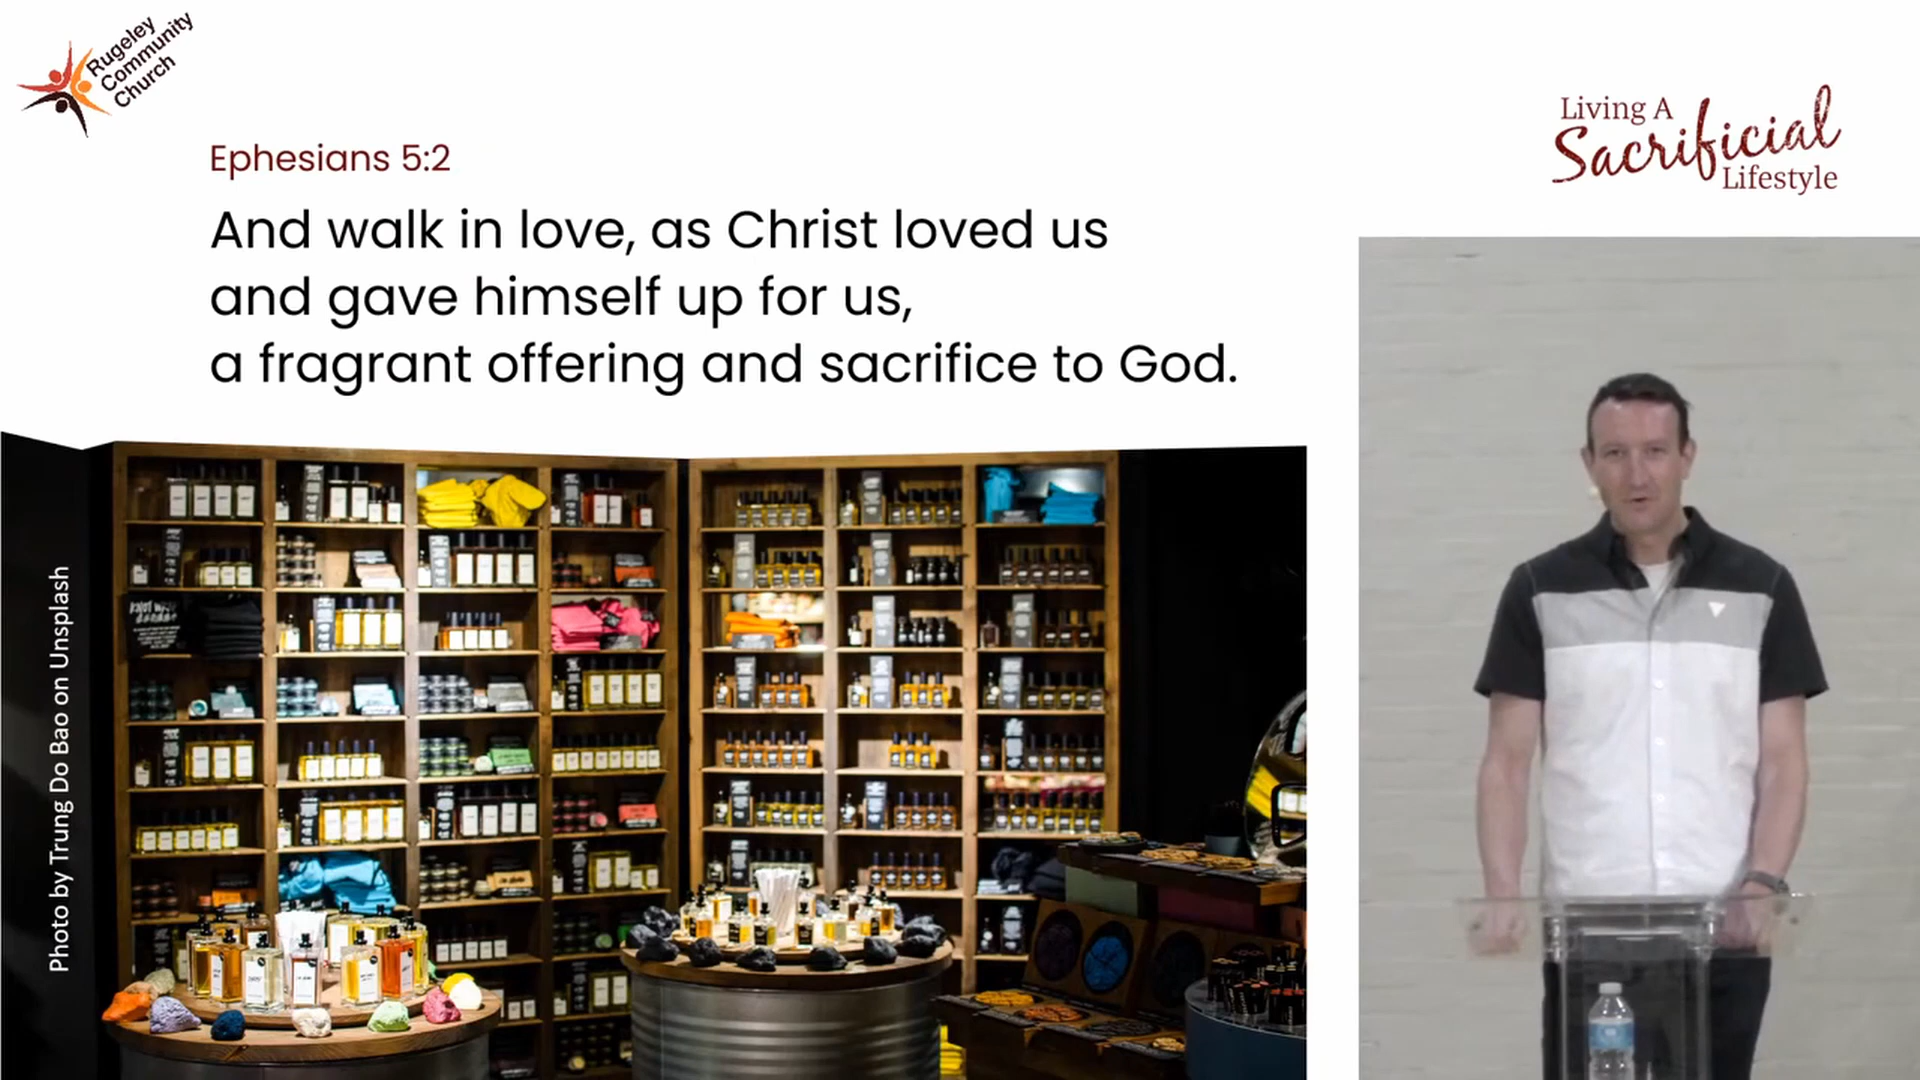 Rugeley
Community
Church
Living A
Sacrificial
Lifestyle
Ephesians 5:2
And walk in love, as Christ loved us
and gave himself up for us,
a fragrant offering and sacrifice to God.
Photo by Trung Do Bao on Unsplash